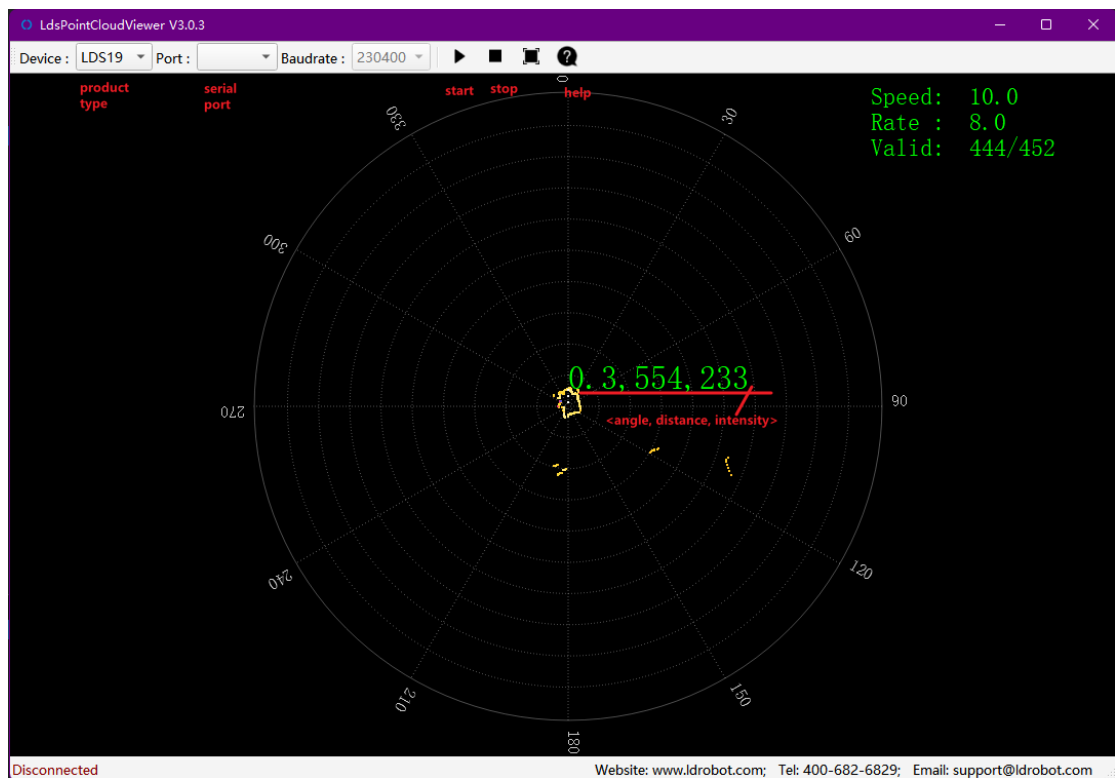 LdsPointCloudViewer V3.0.3
Device : LDS19 Port : Baudrate : 230400
product type
serial port
start
stop
help
Speed: 10.0
Rate : 8.0
Valid: 444/452
0
30
60
90
120
150
180
210
240
270
300
330
0.3,554,233
<angle, distance, intensity>
Disconnected
Website: www.ldrobot.com; Tel: 400-682-6829; Email: support@ldrobot.com